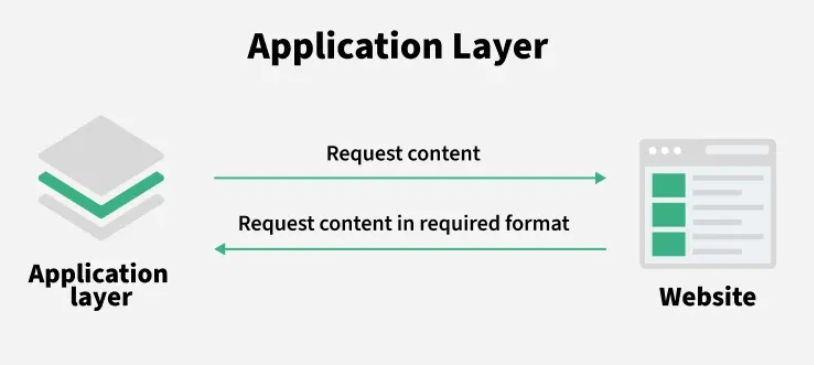 Application Layer
Request content
Request content in required format
Application
layer
Website